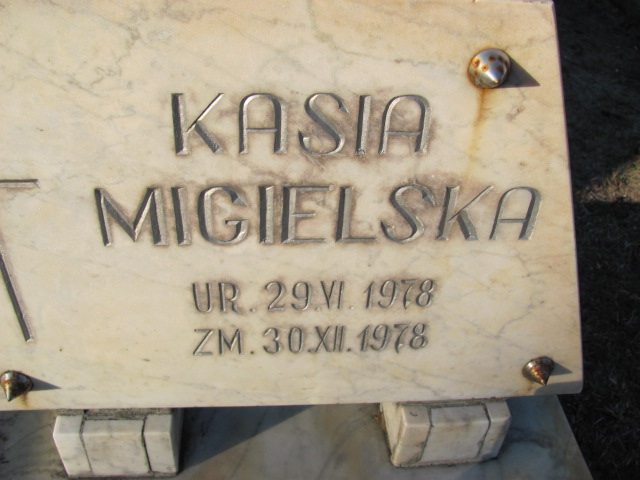 KASIA
MIGIELSKA
UR. 29.VI. 1978
ZM. 30.XII. 1978